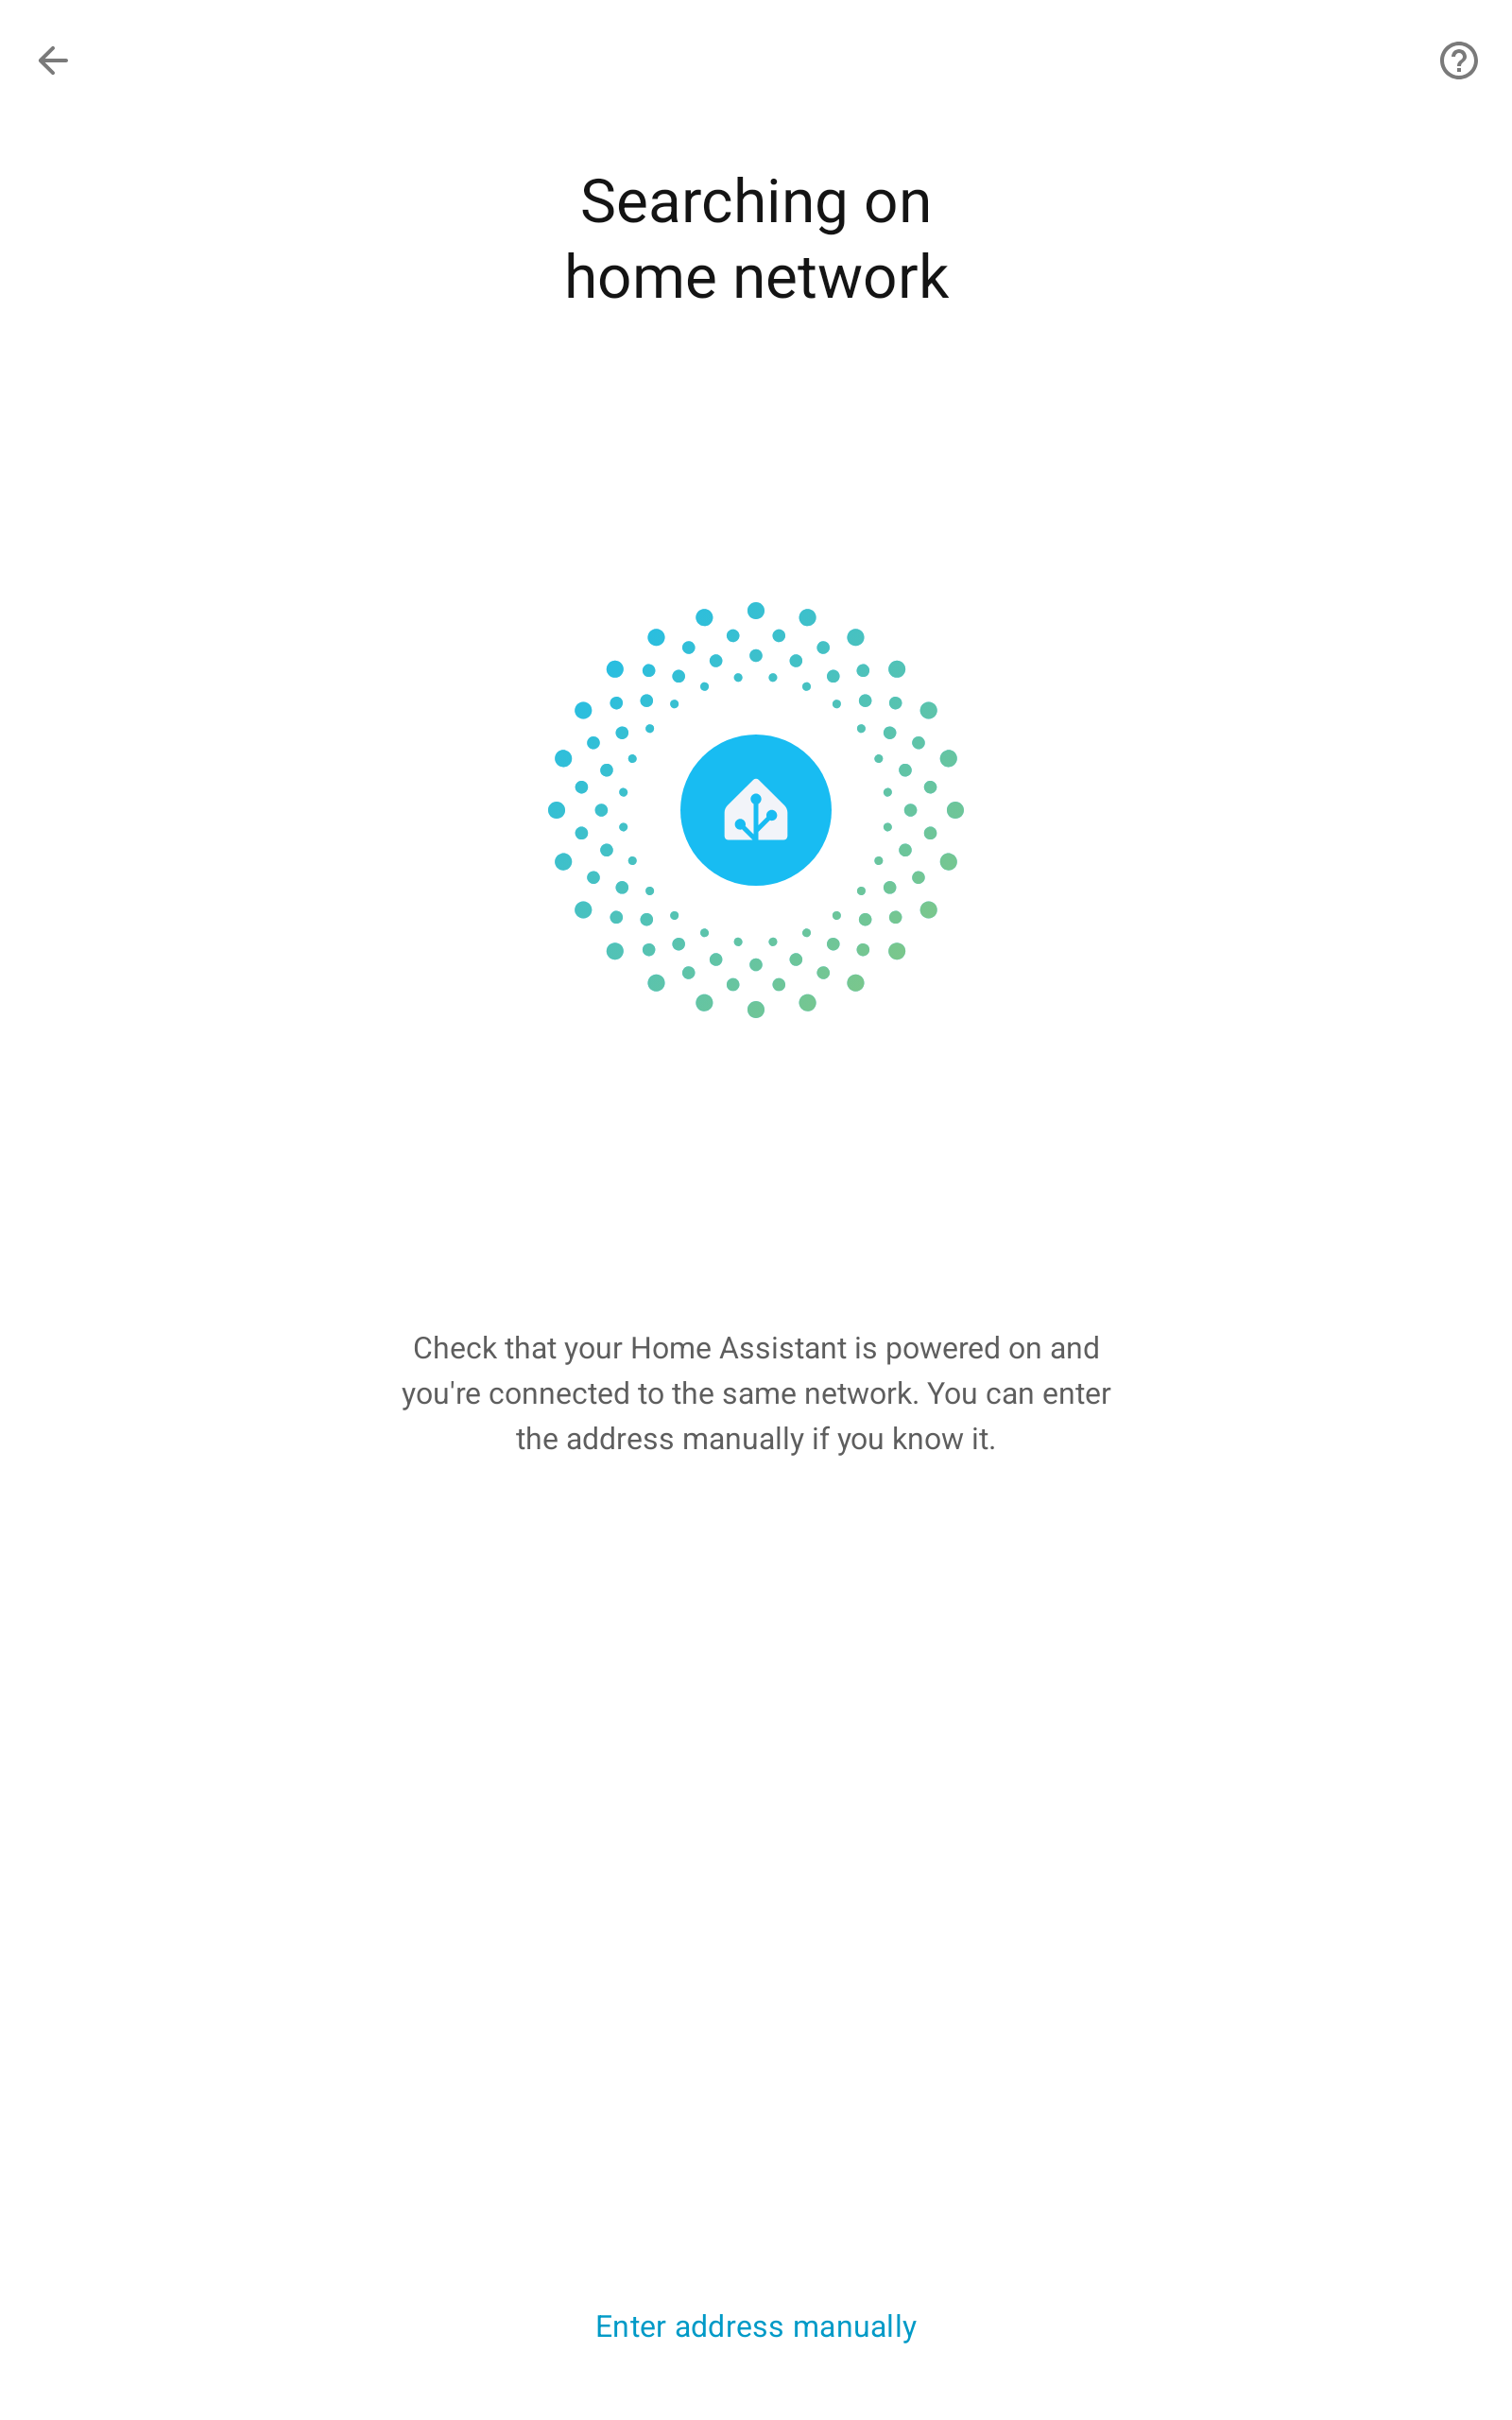 Searching on
home network
Check that your Home Assistant is powered on and
you're connected to the same network. You can enter
the address manually if you know it.
Enter address manually